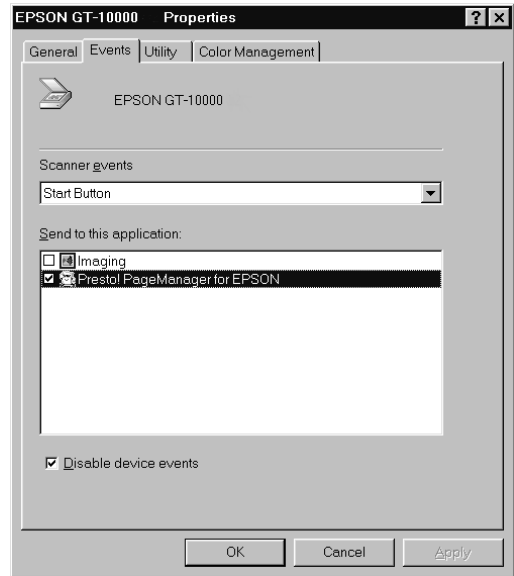 EPSON GT-10000 Properties ? ×
General Events Utility Color Management
EPSON GT-10000
Scanner events
Start Button
Send to this application:
Imaging
Presto! PageManager for EPSON
Disable device events
OK Cancel Apply